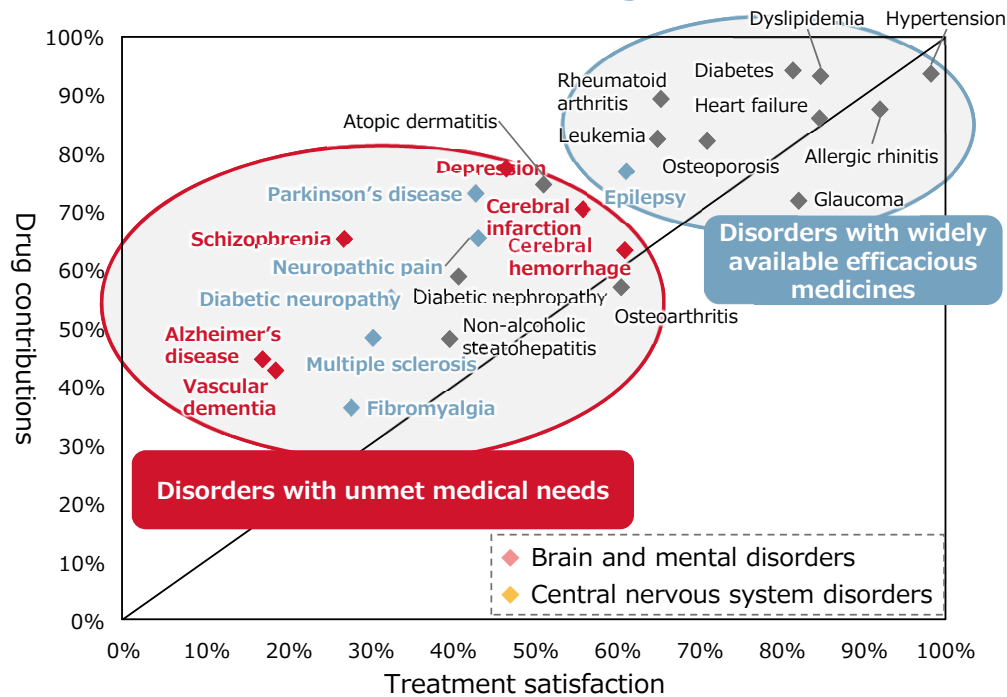 Dyslipidemia
Hypertension
100%
90%
80%
70%
60%
50%
40%
30%
20%
10%
0%
Drug contributions
Rheumatoid
arthritis
Diabetes
Heart failure
Leukemia
Osteoporosis
Allergic rhinitis
Atopic dermatitis
Depression
Parkinson's disease
Epilepsy
Glaucoma
Cerebral
infarction
Schizophrenia
Cerebral
hemorrhage
Neuropathic pain
Disorders with widely
available efficacious
medicines
Diabetic neuropathy
Diabetic nephropathy
Osteoarthritis
Alzheimer's
disease
Non-alcoholic
steatohepatitis
Multiple sclerosis
Vascular
dementia
Fibromyalgia
Disorders with unmet medical needs
Brain and mental disorders
Central nervous system disorders
0%
10%
20%
30%
40%
50%
60%
70%
80%
90%
100%
Treatment satisfaction